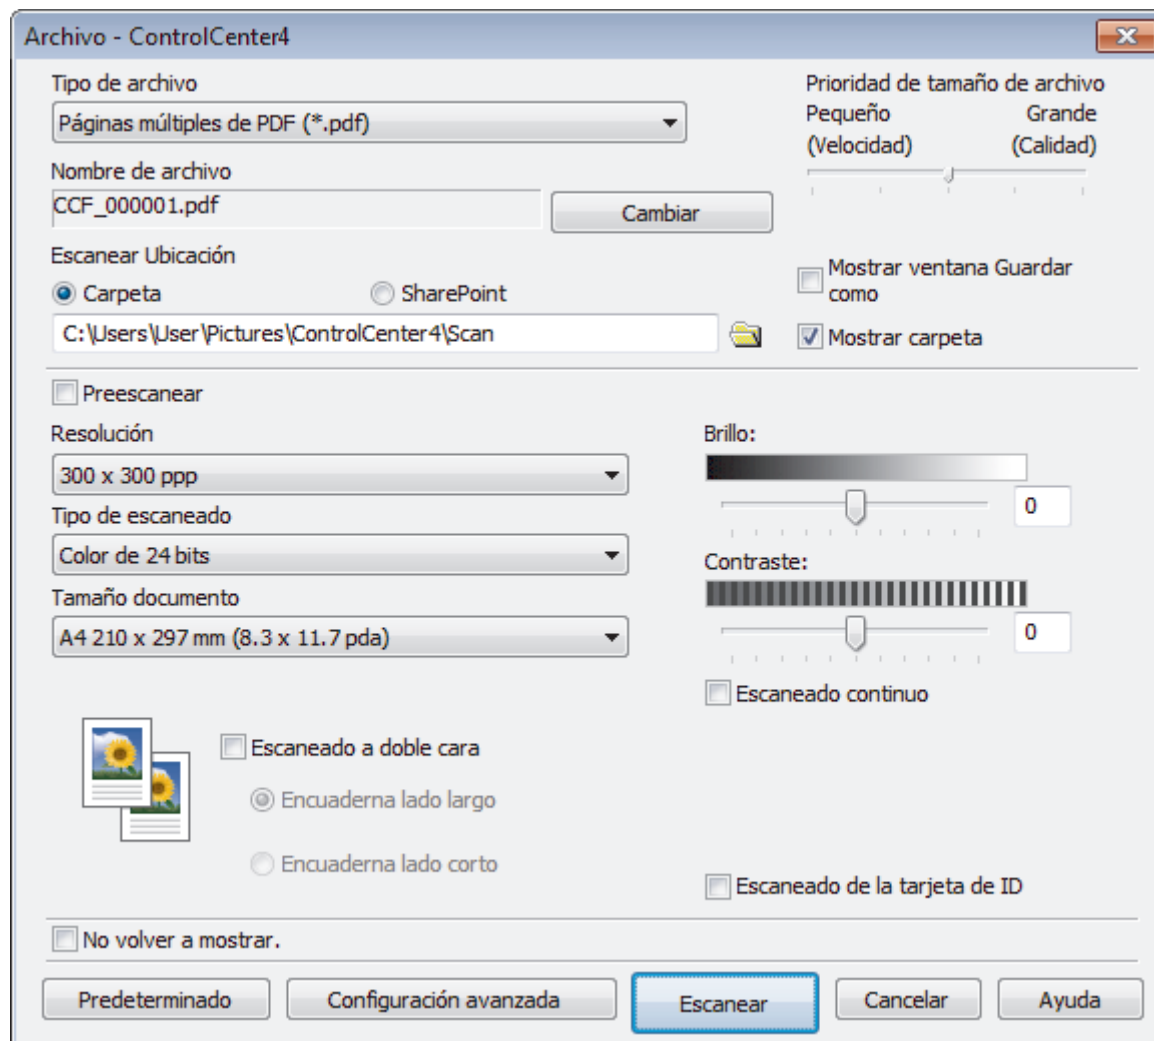 Archivo - ControlCenter4
Tipo de archivo
Páginas múltiples de PDF (*.pdf)
Prioridad de tamaño de archivo
Pequeño Grande
(Velocidad) (Calidad)
Nombre de archivo
CCF_000001.pdf
Cambiar
Escanear Ubicación
Carpeta
SharePoint
C:\Users\User\Pictures\ControlCenter4\Scan
Mostrar ventana Guardar
como
Mostrar carpeta
Preescanear
Resolución
300 x 300 ppp
Tipo de escaneado
Color de 24 bits
Tamaño documento
A4 210 x 297 mm (8.3 x 11.7 pda)
Brillo:
0
Contraste:
0
Escaneado continuo
Escaneado a doble cara
Encuaderna lado largo
Encuaderna lado corto
Escaneado de la tarjeta de ID
No volver a mostrar.
Predeterminado
Configuración avanzada
Escanear
Cancelar
Ayuda